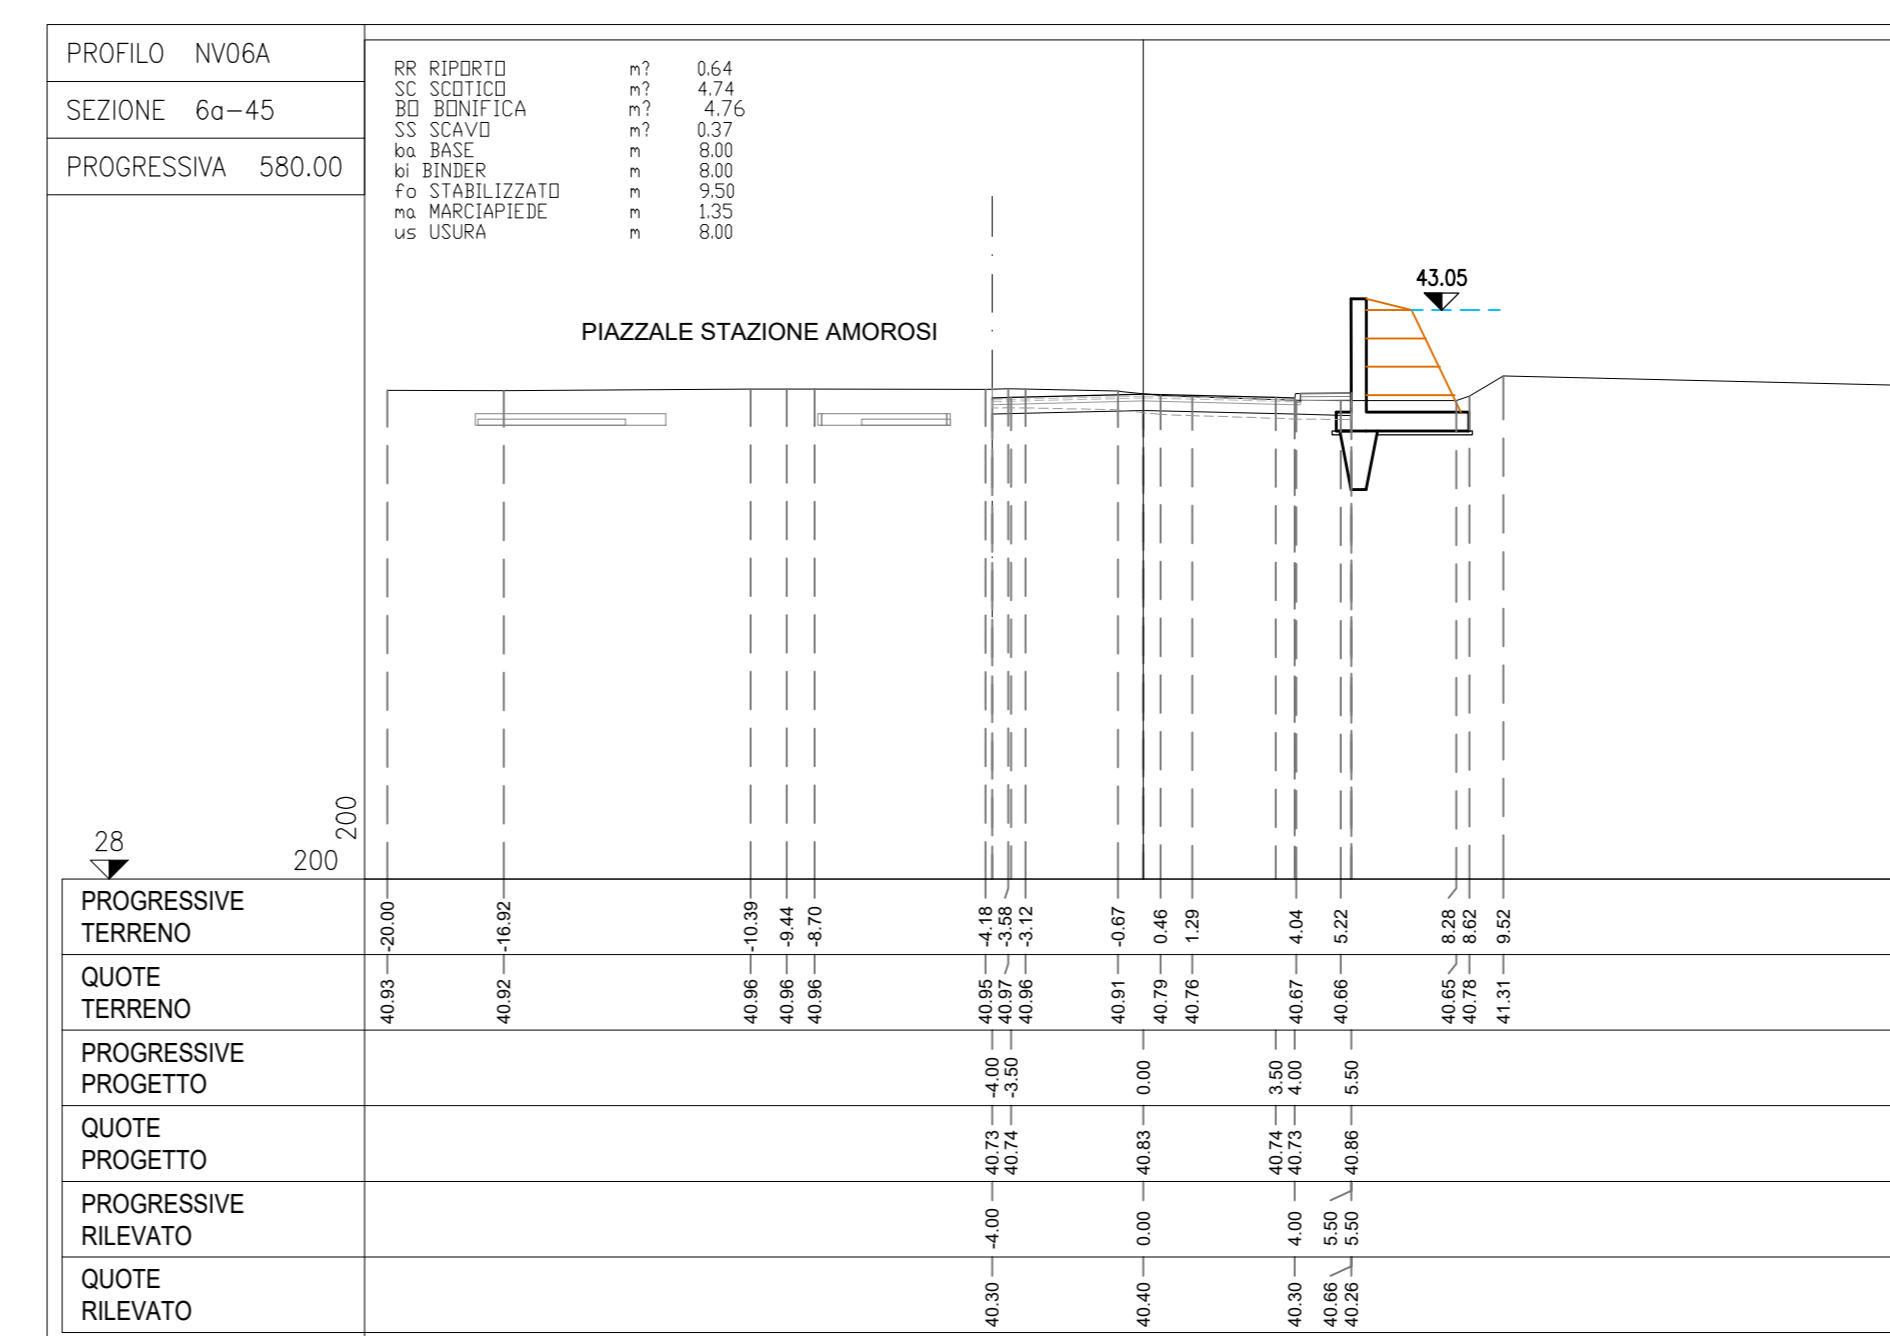 PROFILO NV06A
SEZIONE 6a-45
PROGRESSIVA 580.00
RR RIPORTO m? 0.64
SC SCOTICO m? 4.74
BO BONIFICA m? 4.76
SS SCAVO m? 0.37
ba BASE m 8.00
bi BINDER m 8.00
fo STABILIZZATO m 9.50
ma MARCIAPIEDE m 1.35
us USURA m 8.00
43.05
PIAZZALE STAZIONE AMOROSI
200
28
200
PROGRESSIVE
TERRENO
-20.00 -16.92 -10.39 -9.44 -8.70 -4.18 -3.58 -3.12 -0.67 0.46 1.29 4.04 5.22 8.28 8.62 9.52
QUOTE
TERRENO
40.93 40.92 40.96 40.96 40.96 40.95 40.97 40.96 40.91 40.79 40.76 40.67 40.66 40.65 40.78 41.31
PROGRESSIVE
PROGETTO
-4.00 -3.50 0.00 3.50 4.00 5.50
QUOTE
PROGETTO
40.73 40.74 40.83 40.74 40.73 40.86
PROGRESSIVE
RILEVATO
-4.00 0.00 4.00 5.50 5.50
QUOTE
RILEVATO
40.30 40.40 40.30 40.66 40.26